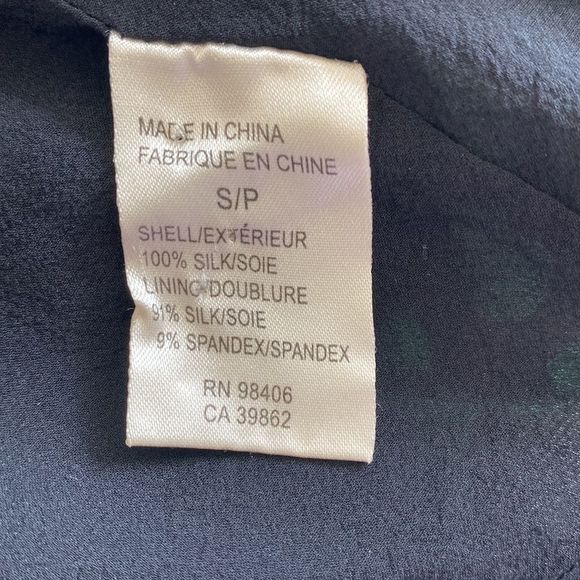 MADE IN CHINA
FABRIQUE EN CHINE
S/P
SHELL/EXTÉRIEUR
100% SILK/SOIE
LINING/DOUBLURE
91% SILK/SOIE
9% SPANDEX/SPANDEX
RN 98406
CA 39862